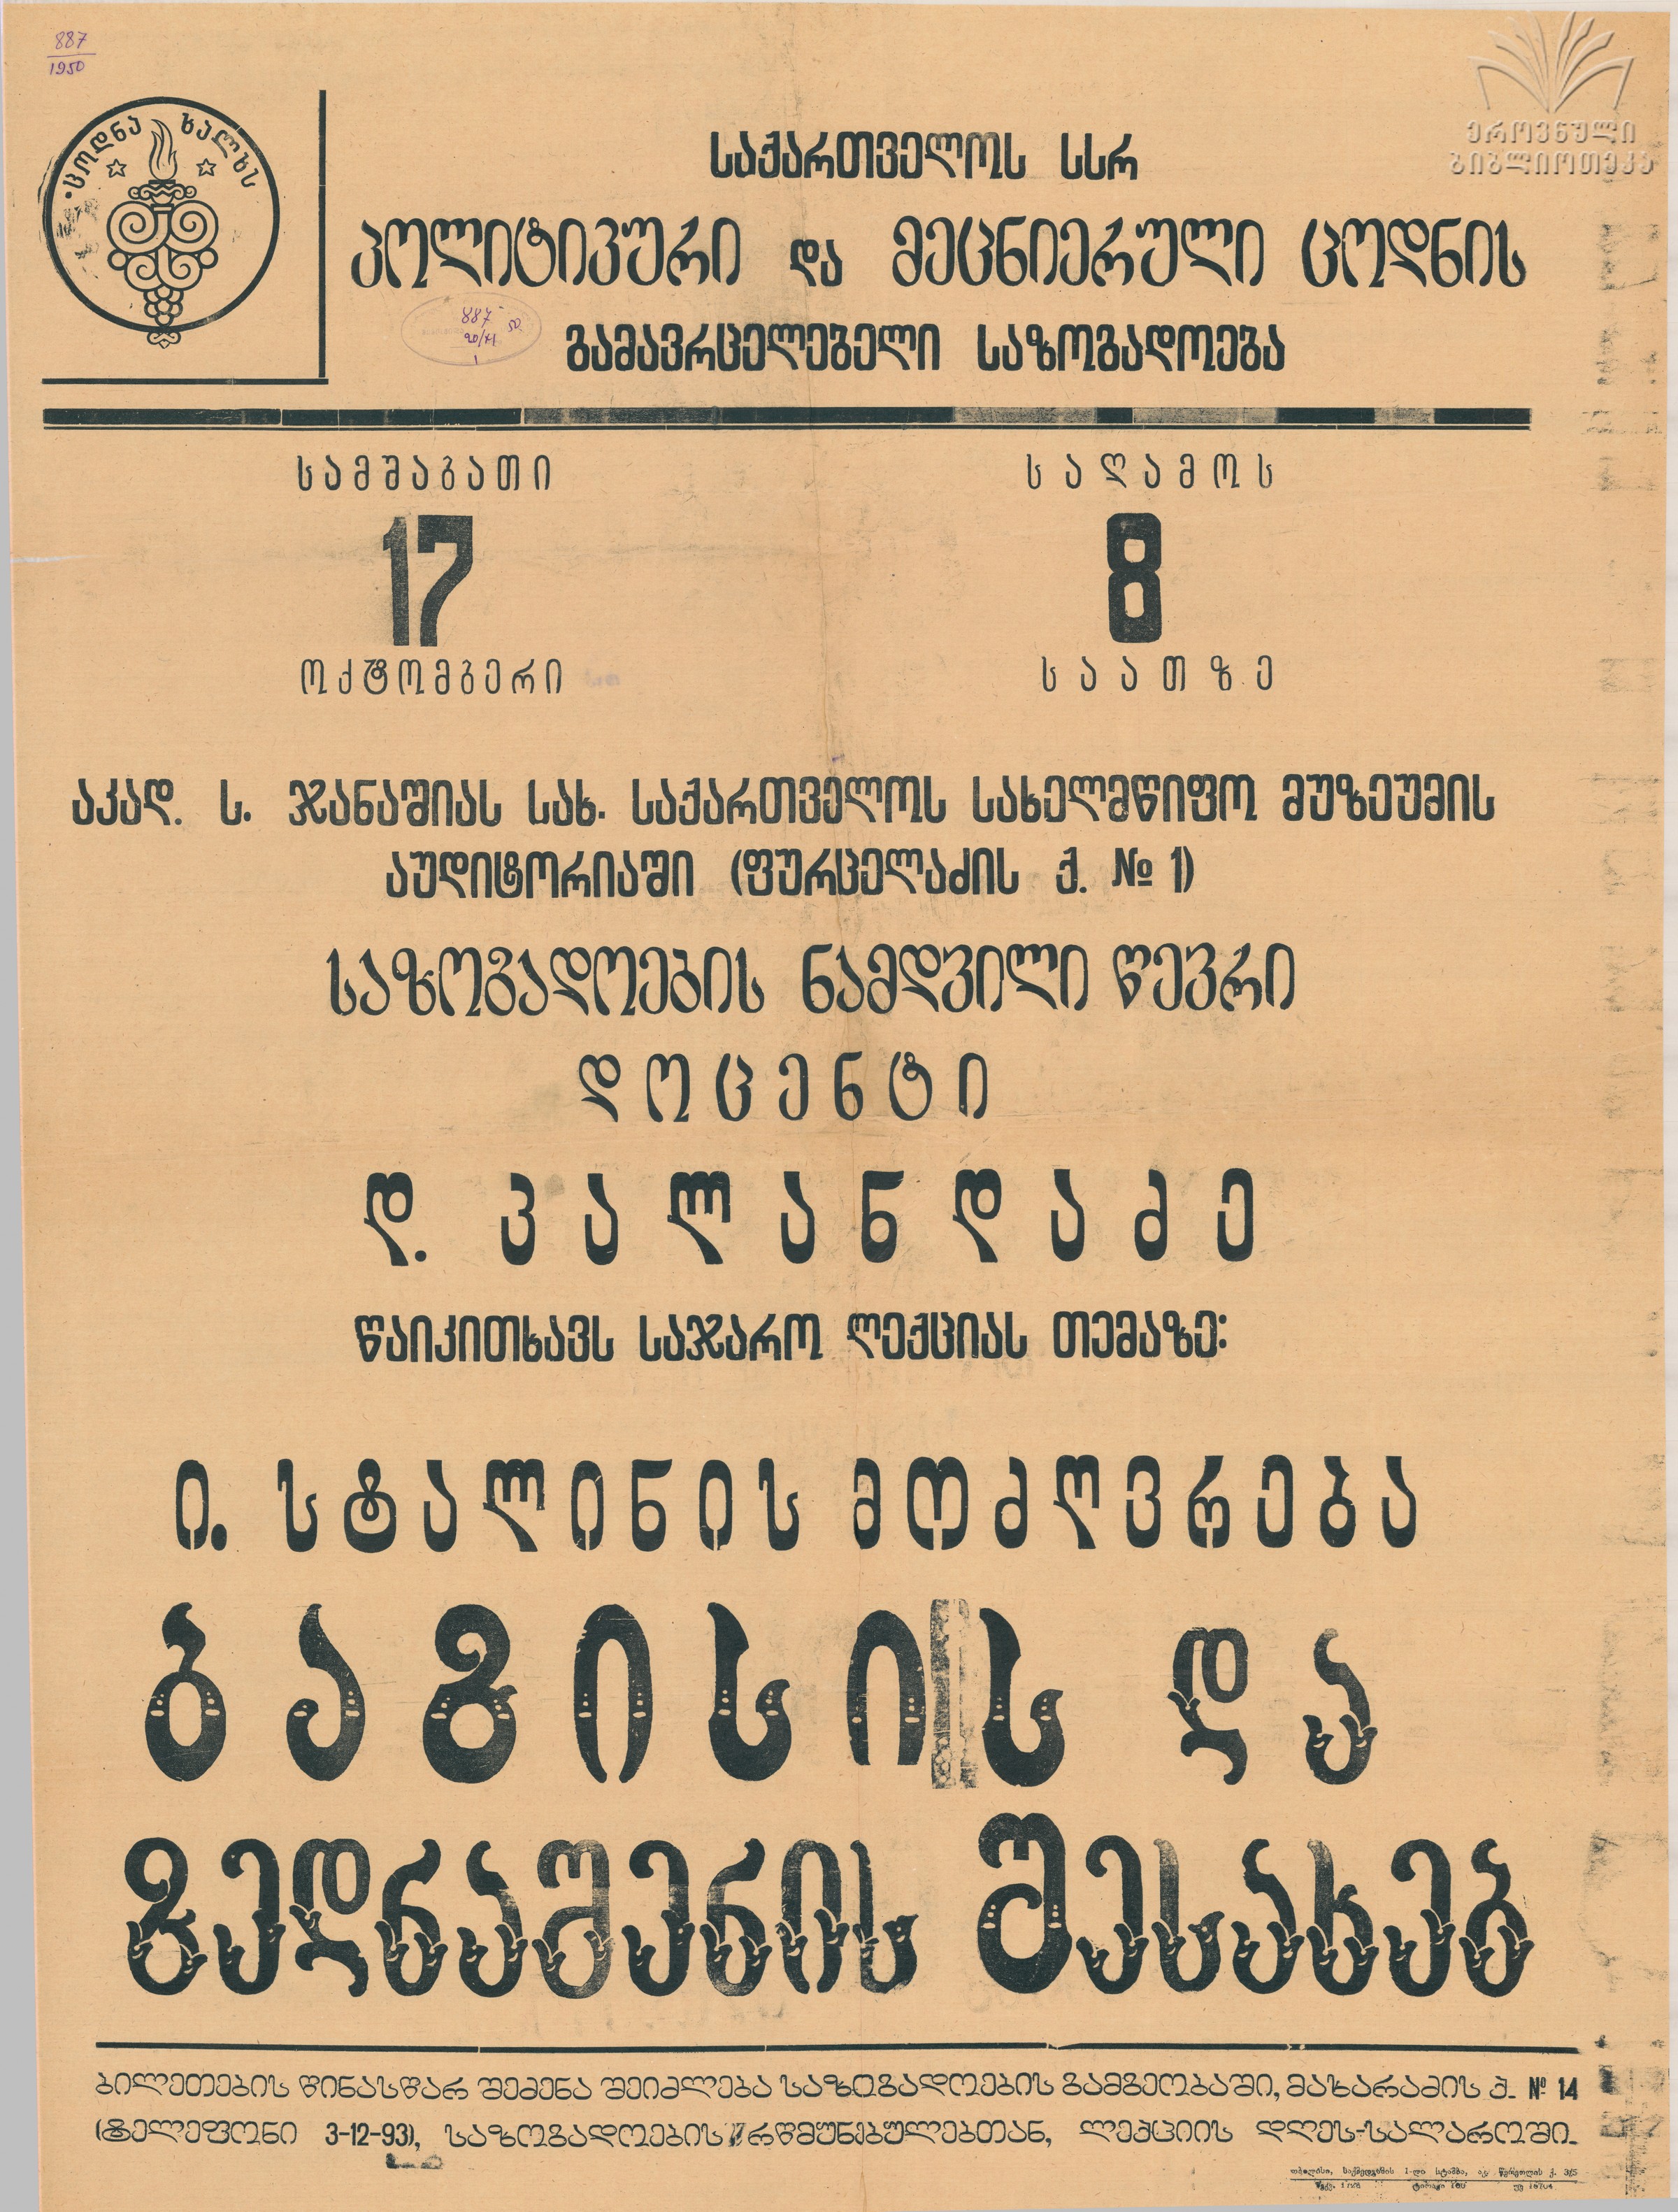 887
1950
ცოდნა ხალხს
ეროვნული
ბიბლიოთეკა
საქართველოს სსრ
პოლიტიკური და მეცნიერული ცოდნის
გამავრცელებელი საზოგადოება
887
სამშაბათი
საღამოს
17
8
ოქტომბერი
საათზე
აკად. ს. ჯანაშიას სახ. საქართველოს სახელმწიფო მუზეუმის
აუდიტორიაში (ფურცელაძის ქ. № 1)
საზოგადოების ნამდვილი წევრი
დოცენტი
დ. კალანდაძე
წაიკითხავს საჯარო ლექციას თემაზე:
ი. სტალინის მოძღვრება
ბაზისის და
ზედნაშენის შესახებ
ბილეთების წინასწარ შეძენა შეიძლება საზოგადოების გამგეობაში, მახარაძის ქ. № 14
(ტელეფონი 3-12-93), საზოგადოების რწმუნებულებთან, ლექციის დღეს-სალაროში.